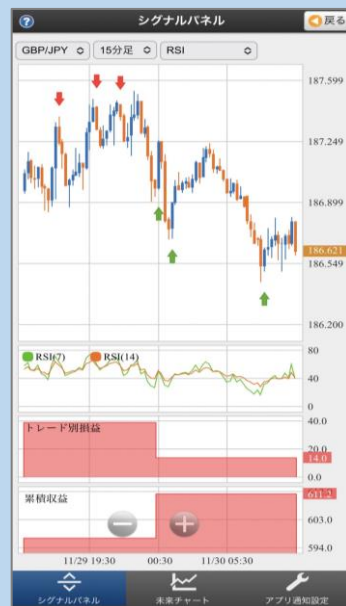 シグナルパネル
戻る
GBP/JPY
15分足
RSI
187.599
187.249
186.899
186.621
186.549
186.200
RSI(7)
RSI(14)
80
40
0
トレード別損益
40.0
20.0
14.0
0.0
累積収益
611.2
603.0
594.0
11/29 19:30
00:30
11/30 05:30
シグナルパネル
未来チャート
アプリ通知設定